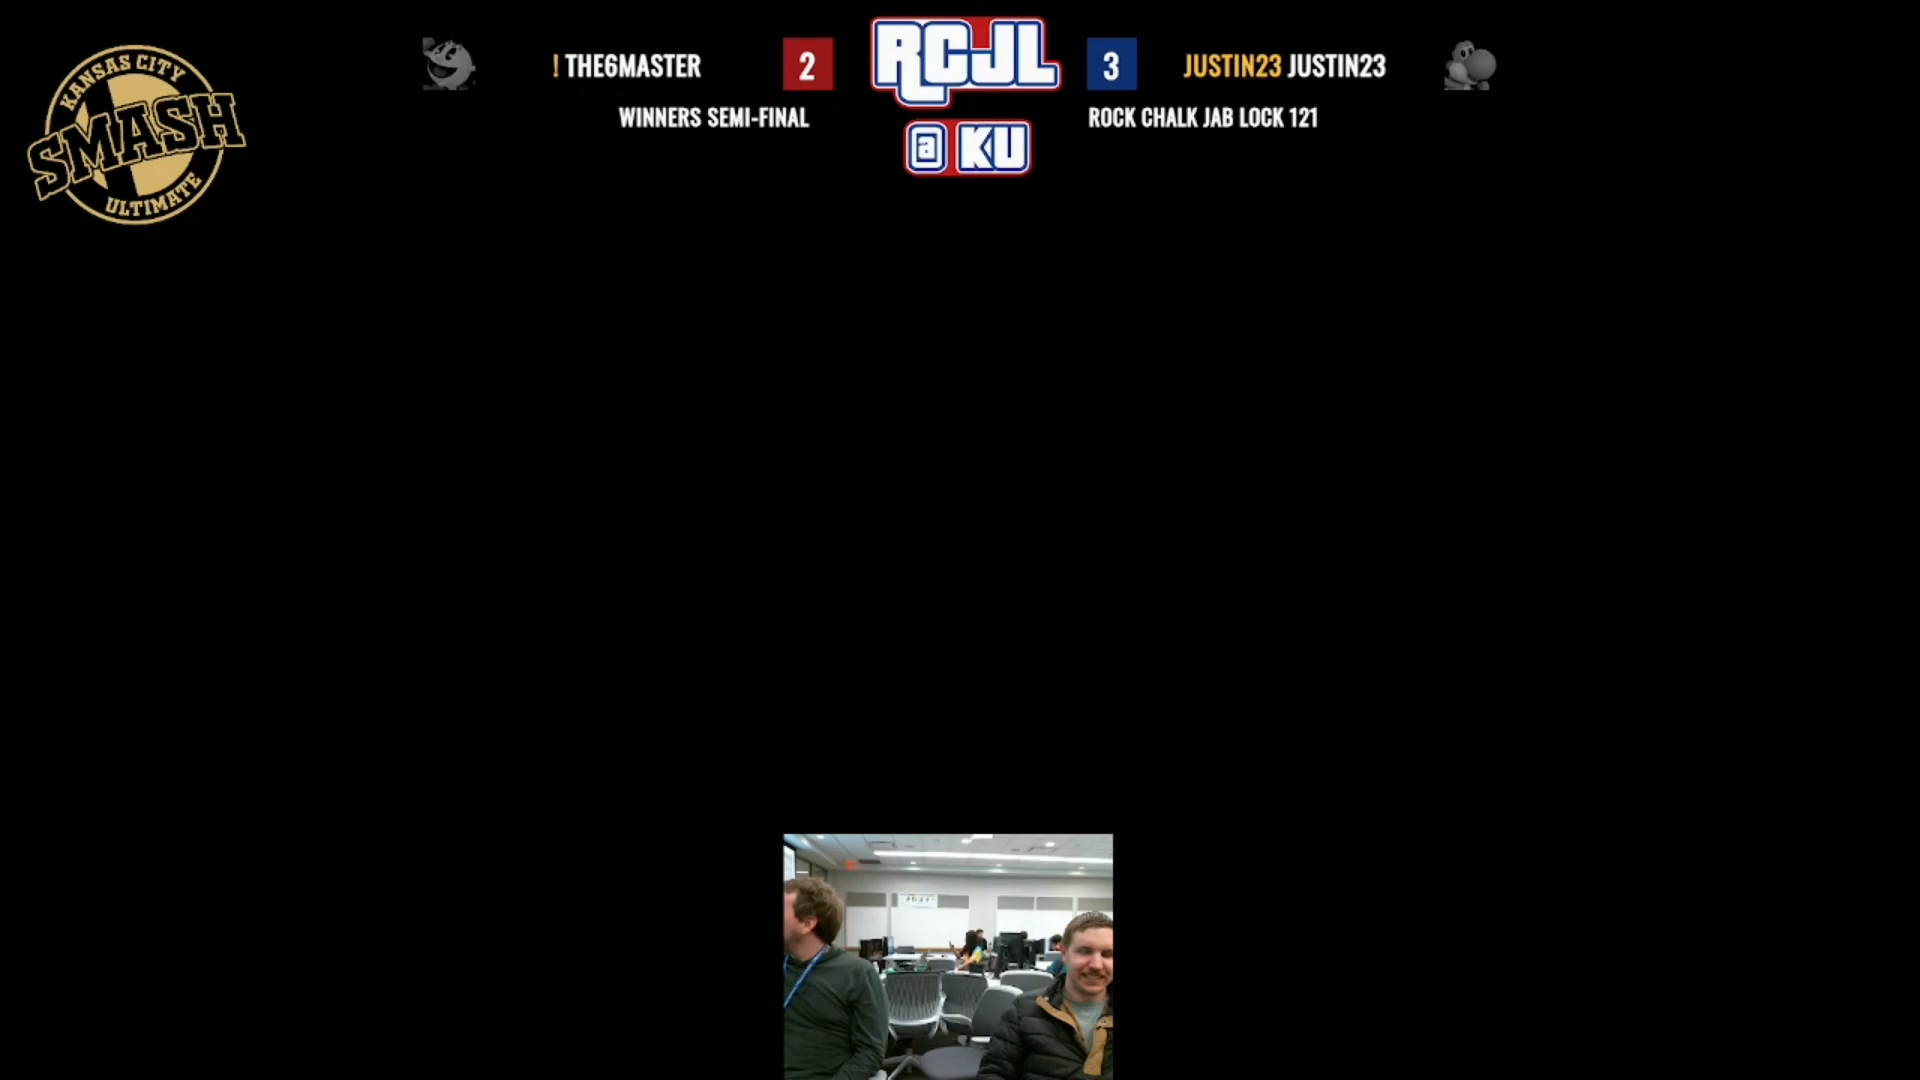 KANSAS CITY
SMASH
ULTIMATE
! THE6MASTER
2
RCJL
3
JUSTIN23 JUSTIN23
WINNERS SEMI-FINAL
ROCK CHALK JAB LOCK 121
@ KU